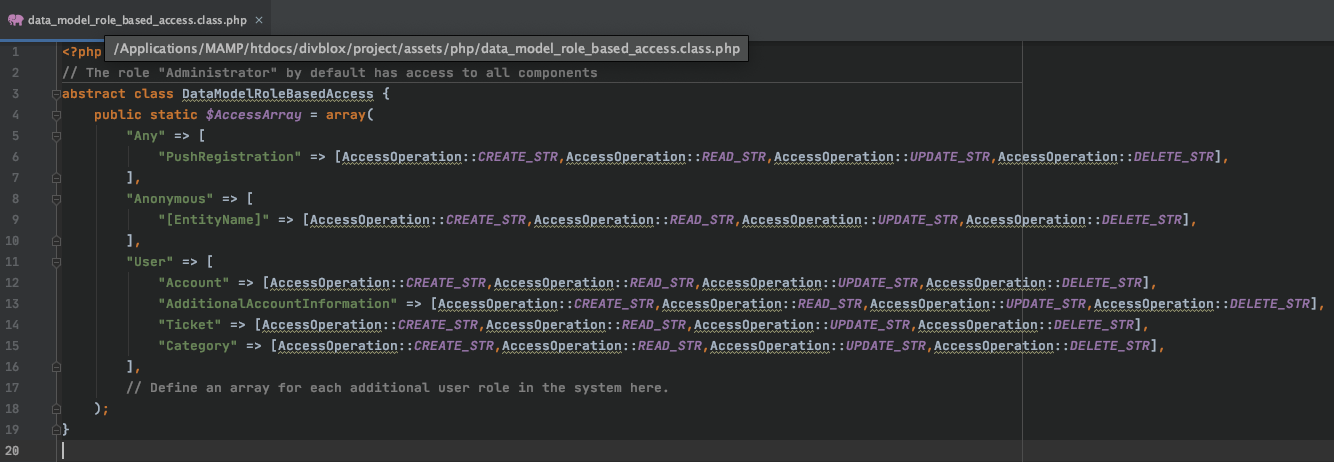 data_model_role_based_access.class.php ×
1 <?php
/Applications/MAMP/htdocs/divblox/project/assets/php/data_model_role_based_access.class.php
2 // The role "Administrator" by default has access to all components
3 abstract class DataModelRoleBasedAccess {
4 public static $AccessArray = array(
5 "Any" => [
6 "PushRegistration" => [AccessOperation::CREATE_STR,AccessOperation::READ_STR,AccessOperation::UPDATE_STR,AccessOperation::DELETE_STR],
7 ],
8 "Anonymous" => [
9 "[EntityName]" => [AccessOperation::CREATE_STR,AccessOperation::READ_STR,AccessOperation::UPDATE_STR,AccessOperation::DELETE_STR],
10 ],
11 "User" => [
12 "Account" => [AccessOperation::CREATE_STR,AccessOperation::READ_STR,AccessOperation::UPDATE_STR,AccessOperation::DELETE_STR],
13 "AdditionalAccountInformation" => [AccessOperation::CREATE_STR,AccessOperation::READ_STR,AccessOperation::UPDATE_STR,AccessOperation::DELETE_STR],
14 "Ticket" => [AccessOperation::CREATE_STR,AccessOperation::READ_STR,AccessOperation::UPDATE_STR,AccessOperation::DELETE_STR],
15 "Category" => [AccessOperation::CREATE_STR,AccessOperation::READ_STR,AccessOperation::UPDATE_STR,AccessOperation::DELETE_STR],
16 ],
17 // Define an array for each additional user role in the system here.
18 );
19 }
20